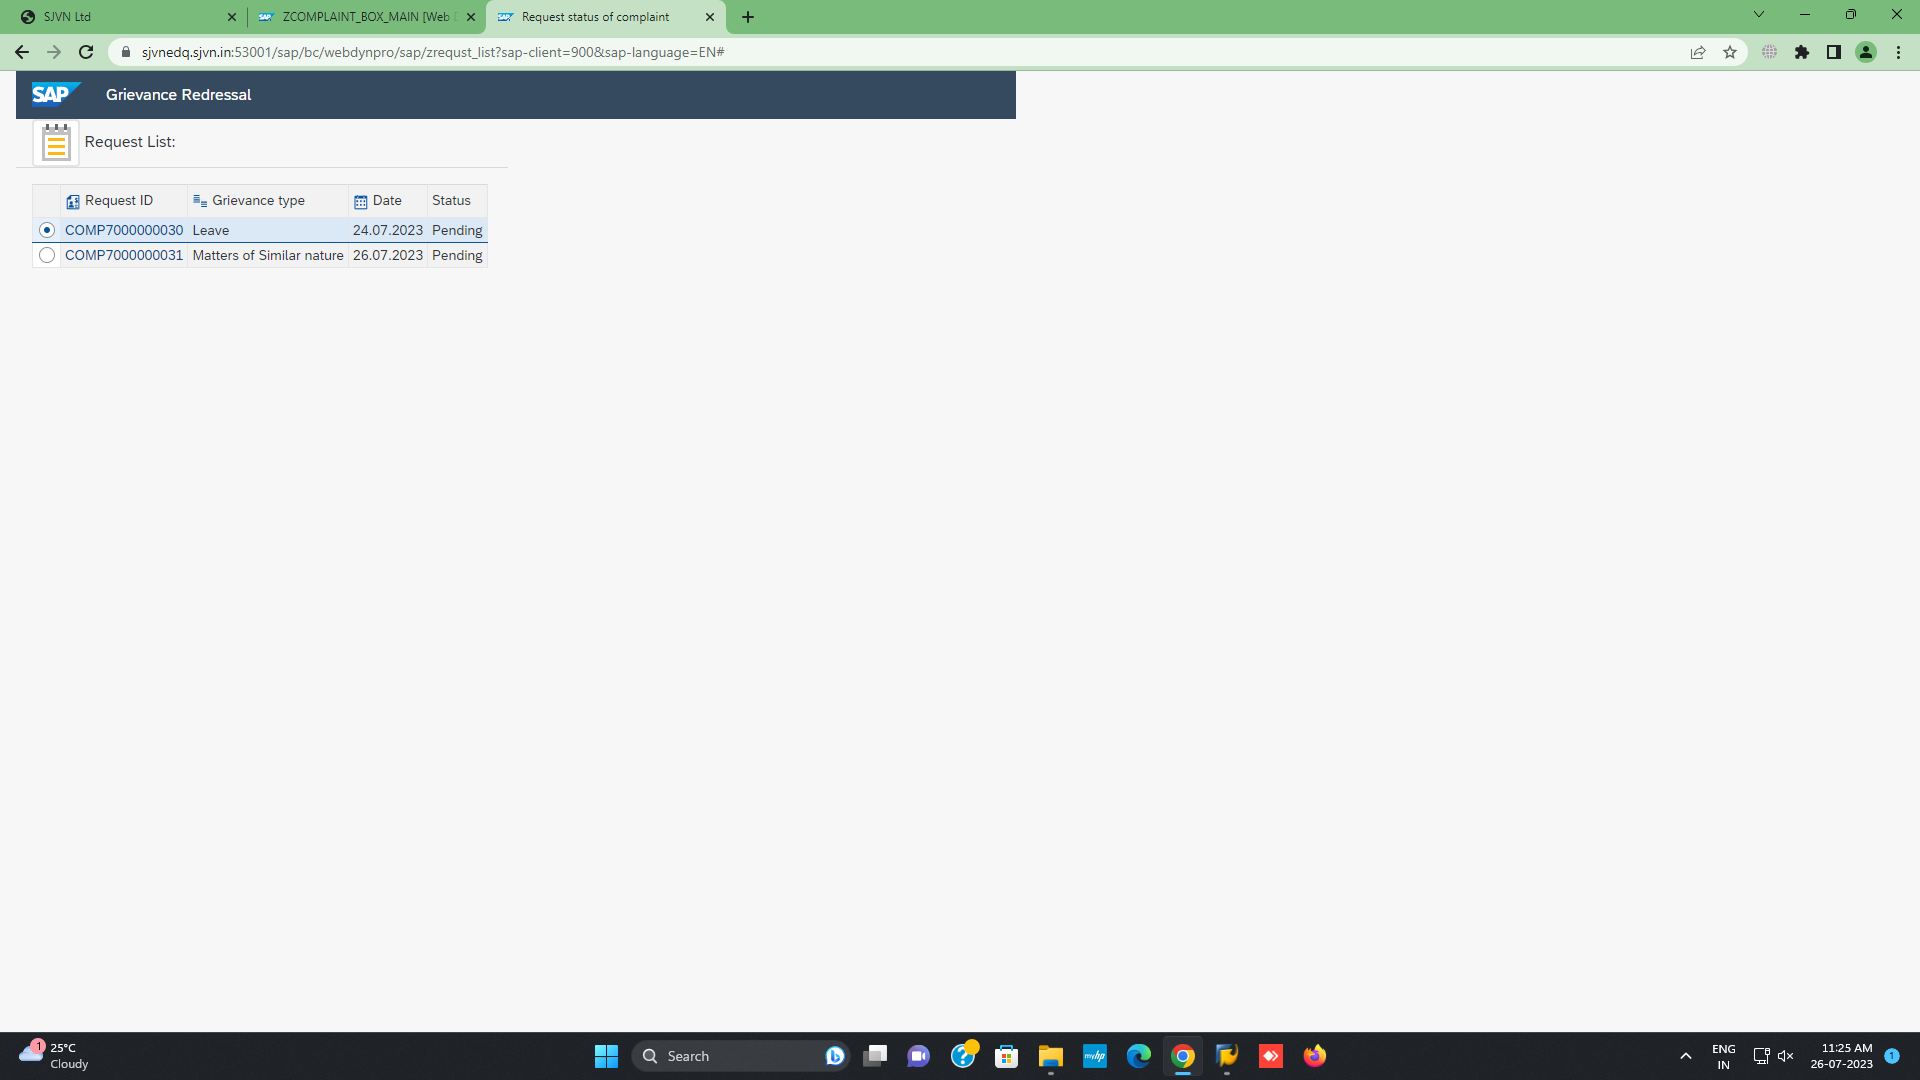 SJVN Ltd
ZCOMPLAINT_BOX_MAIN [Web
Request status of complaint
sjvnedq.sjvn.in:53001/sap/bc/webdynpro/sap/zrequst_list?sap-client=900&sap-language=EN#
SAP Grievance Redressal
Request List:
Request ID Grievance type Date Status
COMP7000000030 Leave 24.07.2023 Pending
COMP7000000031 Matters of Similar nature 26.07.2023 Pending
1 25°C
Cloudy
Search
myhp
ENG
IN
11:25 AM
26-07-2023
1